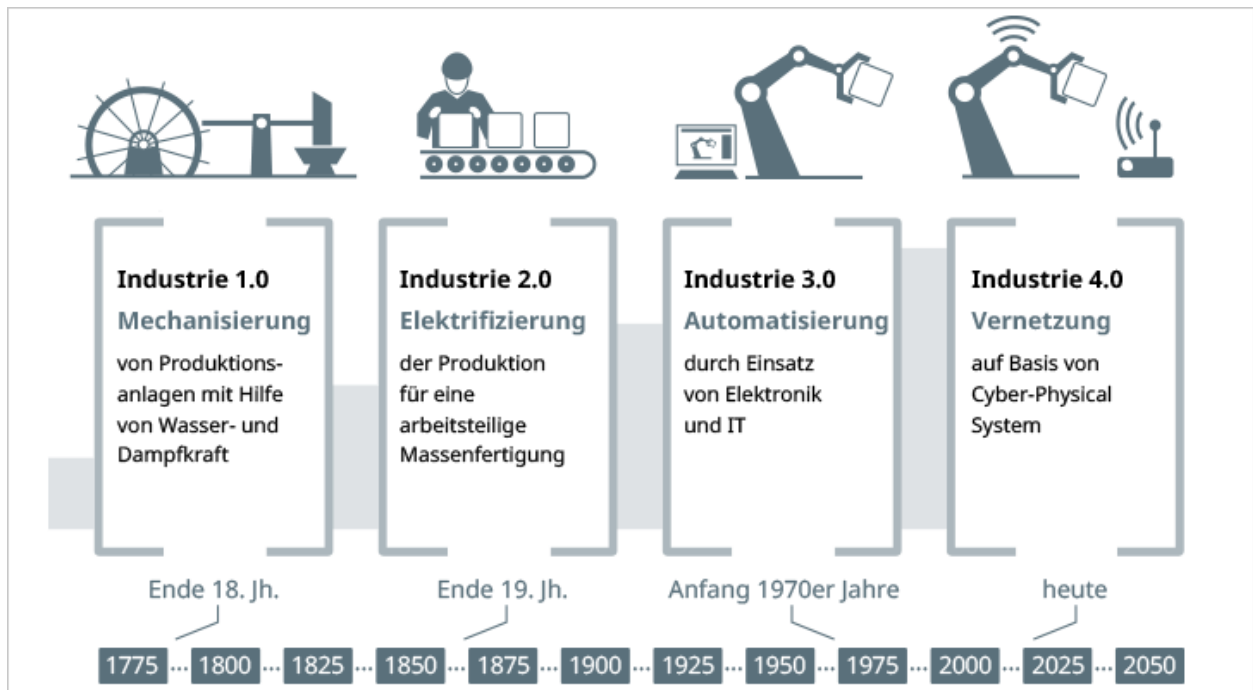 Industrie 1.0
Mechanisierung
von Produktions-
anlagen mit Hilfe
von Wasser- und
Dampfkraft
Industrie 2.0
Elektrifizierung
der Produktion
für eine
arbeitsteilige
Massenfertigung
Industrie 3.0
Automatisierung
durch Einsatz
von Elektronik
und IT
Industrie 4.0
Vernetzung
auf Basis von
Cyber-Physical
System
Ende 18. Jh.
Ende 19. Jh.
Anfang 1970er Jahre
heute
1775 ... 1800 ... 1825 ... 1850 ... 1875 ... 1900 ... 1925 ... 1950 ... 1975 ... 2000 ... 2025 ... 2050